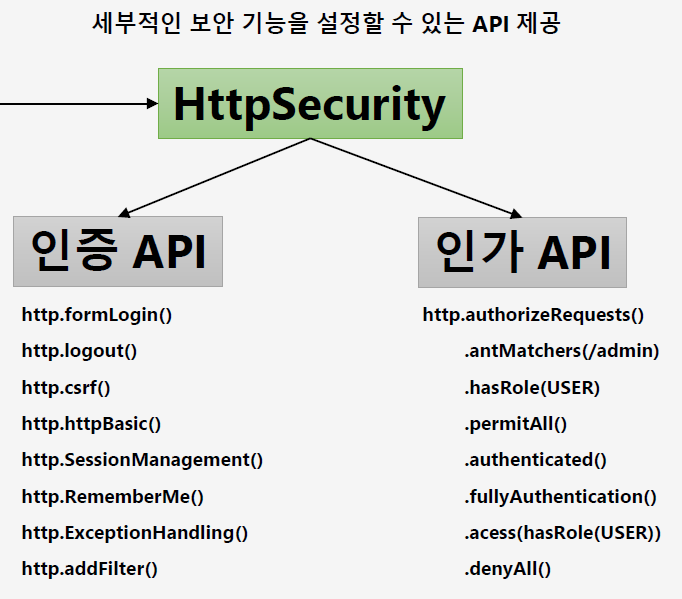 세부적인 보안 기능을 설정할 수 있는 API 제공
HttpSecurity
인증 API
http.formLogin()
http.logout()
http.csrf()
http.httpBasic()
http.SessionManagement()
http.RememberMe()
http.ExceptionHandling()
http.addFilter()
인가 API
http.authorizeRequests()
.antMatchers(/admin)
.hasRole(USER)
.permitAll()
.authenticated()
.fullyAuthentication()
.acess(hasRole(USER))
.denyAll()